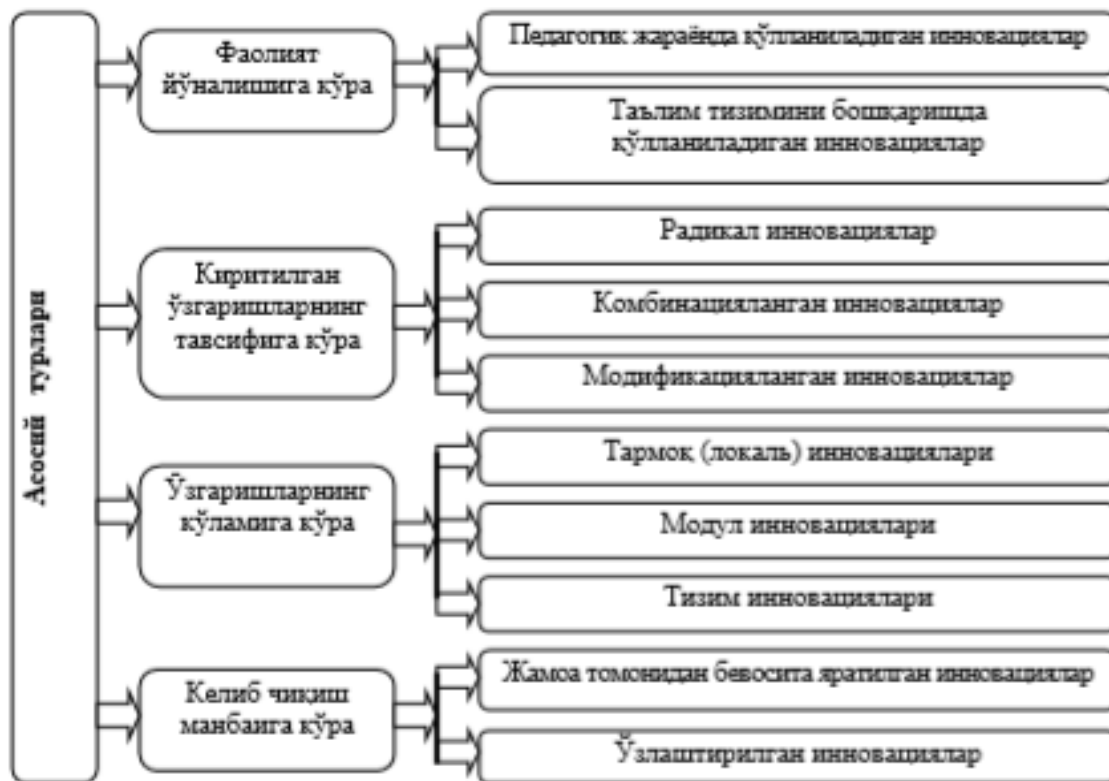 Асосий турлари
Фаолият
йўналишига кўра
Педагогик жараёнда қўлланиладиган инновациялар
Таълим тизимини бошқаришда
қўлланиладиган инновациялар
Киритилган
ўзгаришларнинг
тавсифига кўра
Радикал инновациялар
Комбинацияланган инновациялар
Модификацияланган инновациялар
Ўзгаришларнинг
кўламига кўра
Тармоқ (локаль) инновациялари
Модул инновациялари
Тизим инновациялари
Келиб чиқиш
манбаига кўра
Жамоа томонидан бевосита яратилган инновациялар
Ўзлаштирилган инновациялар